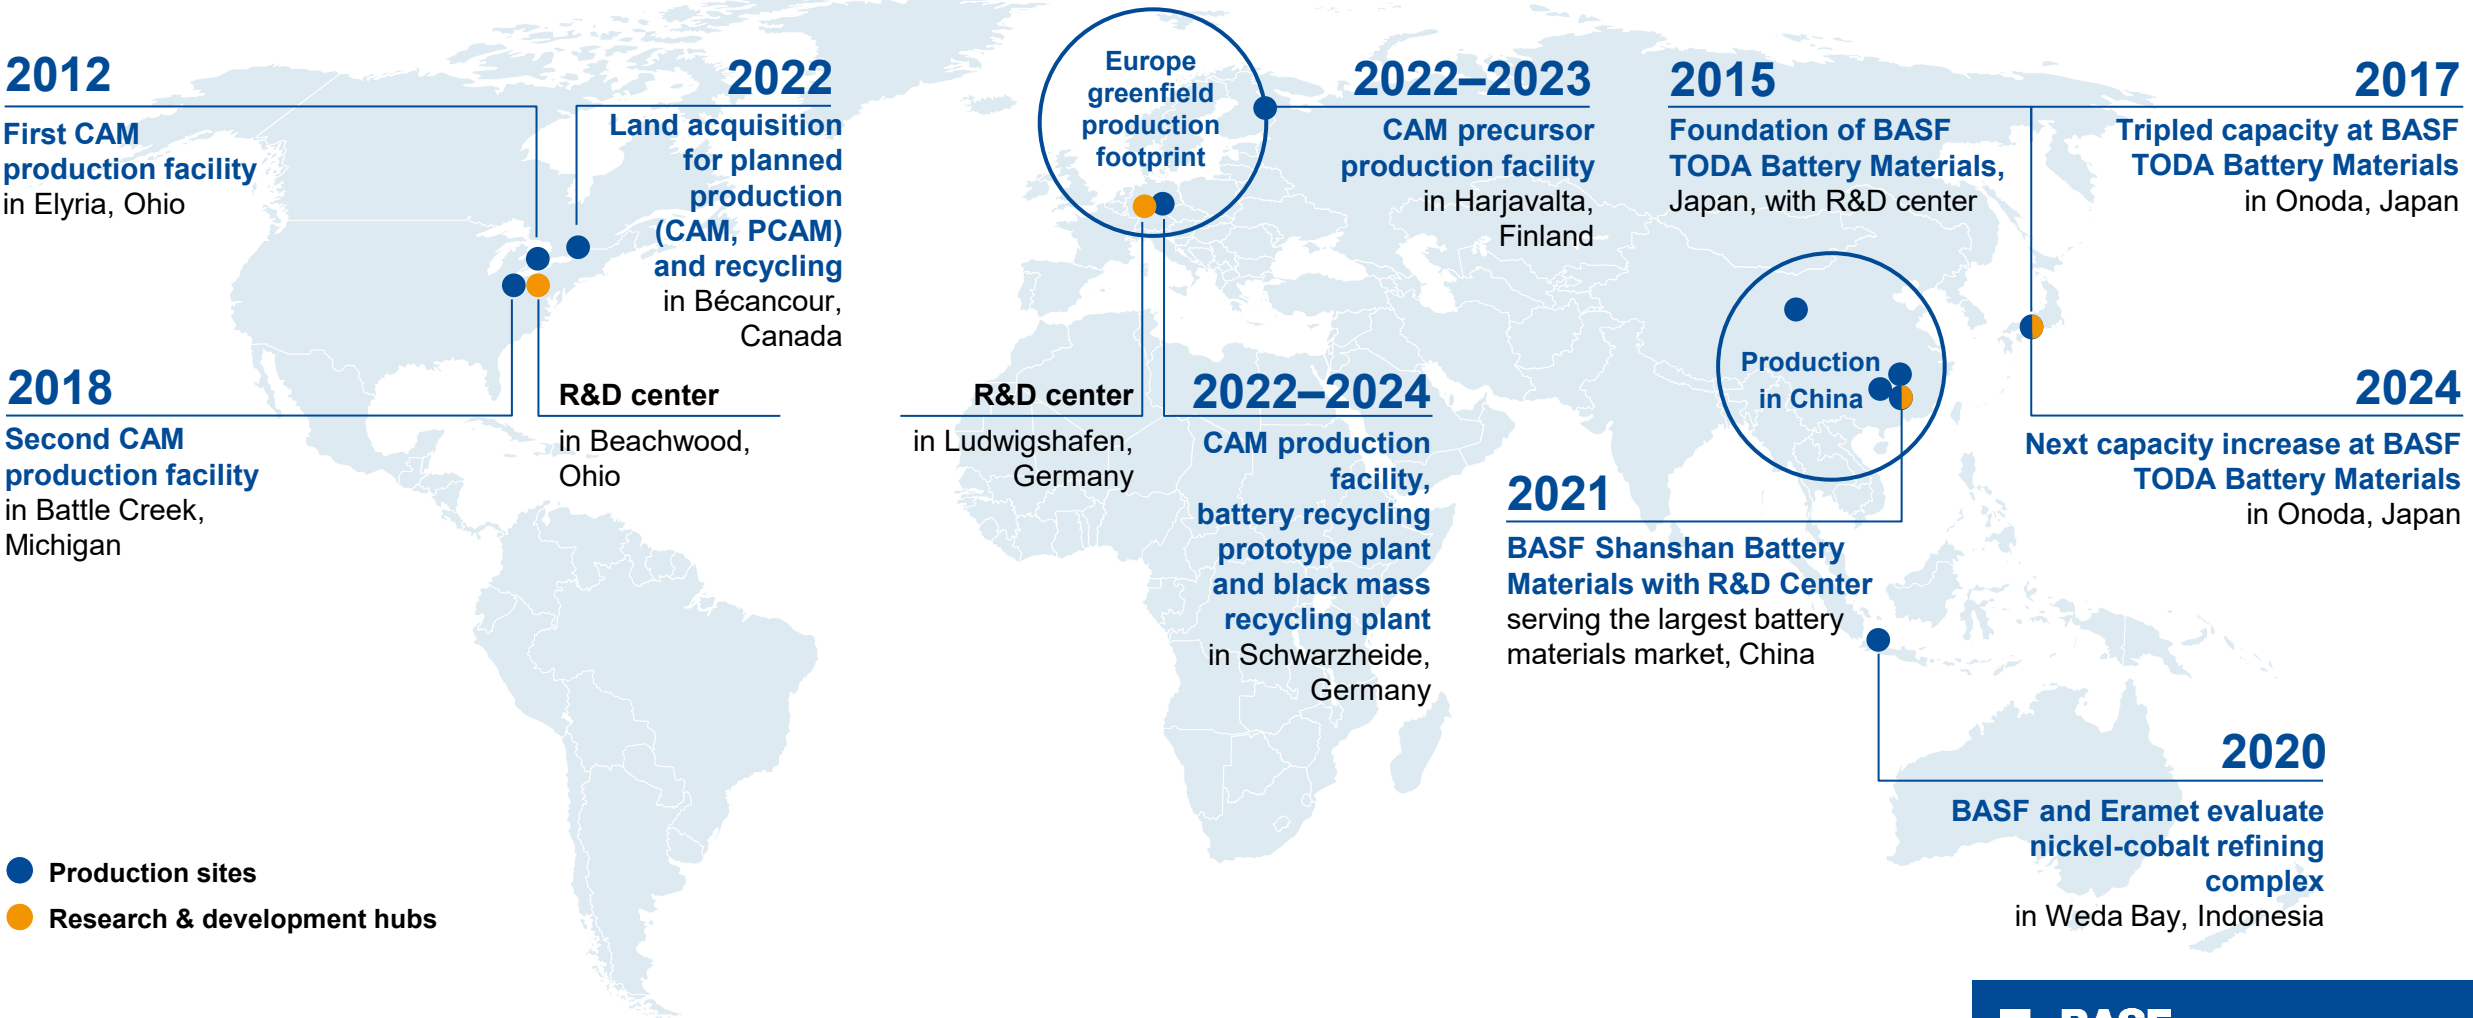 2012
First CAM
production facility
in Elyria, Ohio
2022
Land acquisition
for planned
production
(CAM, PCAM)
and recycling
in Bécancour,
Canada
2018
Second CAM
production facility
in Battle Creek,
Michigan
R&D center
in Beachwood,
Ohio
Europe
greenfield
production
footprint
2022–2023
CAM precursor
production facility
in Harjavalta,
Finland
R&D center
in Ludwigshafen,
Germany
2022–2024
CAM production
facility,
battery recycling
prototype plant
and black mass
recycling plant
in Schwarzheide,
Germany
2015
Foundation of BASF
TODA Battery Materials,
Japan, with R&D center
2017
Tripled capacity at BASF
TODA Battery Materials
in Onoda, Japan
Production
in China
2021
BASF Shanshan Battery
Materials with R&D Center
serving the largest battery
materials market, China
2024
Next capacity increase at BASF
TODA Battery Materials
in Onoda, Japan
2020
BASF and Eramet evaluate
nickel-cobalt refining
complex
in Weda Bay, Indonesia
Production sites
Research & development hubs
BASF